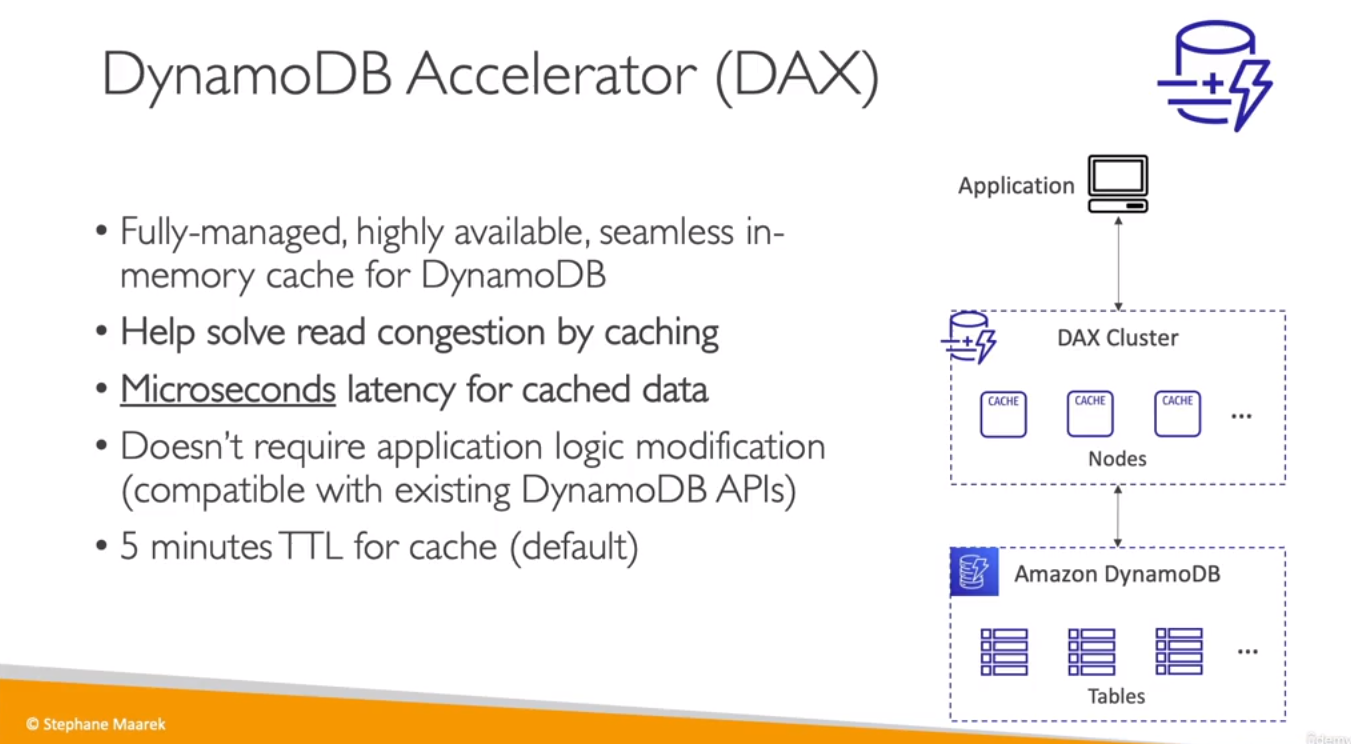 DynamoDB Accelerator (DAX)
• Fully-managed, highly available, seamless in-
memory cache for DynamoDB
• Help solve read congestion by caching
• Microseconds latency for cached data
• Doesn't require application logic modification
(compatible with existing DynamoDB APIs)
• 5 minutes TTL for cache (default)
Application
DAX Cluster
CACHE CACHE CACHE ...
Nodes
Amazon DynamoDB
...
Tables
© Stephane Maarek
ûdemy